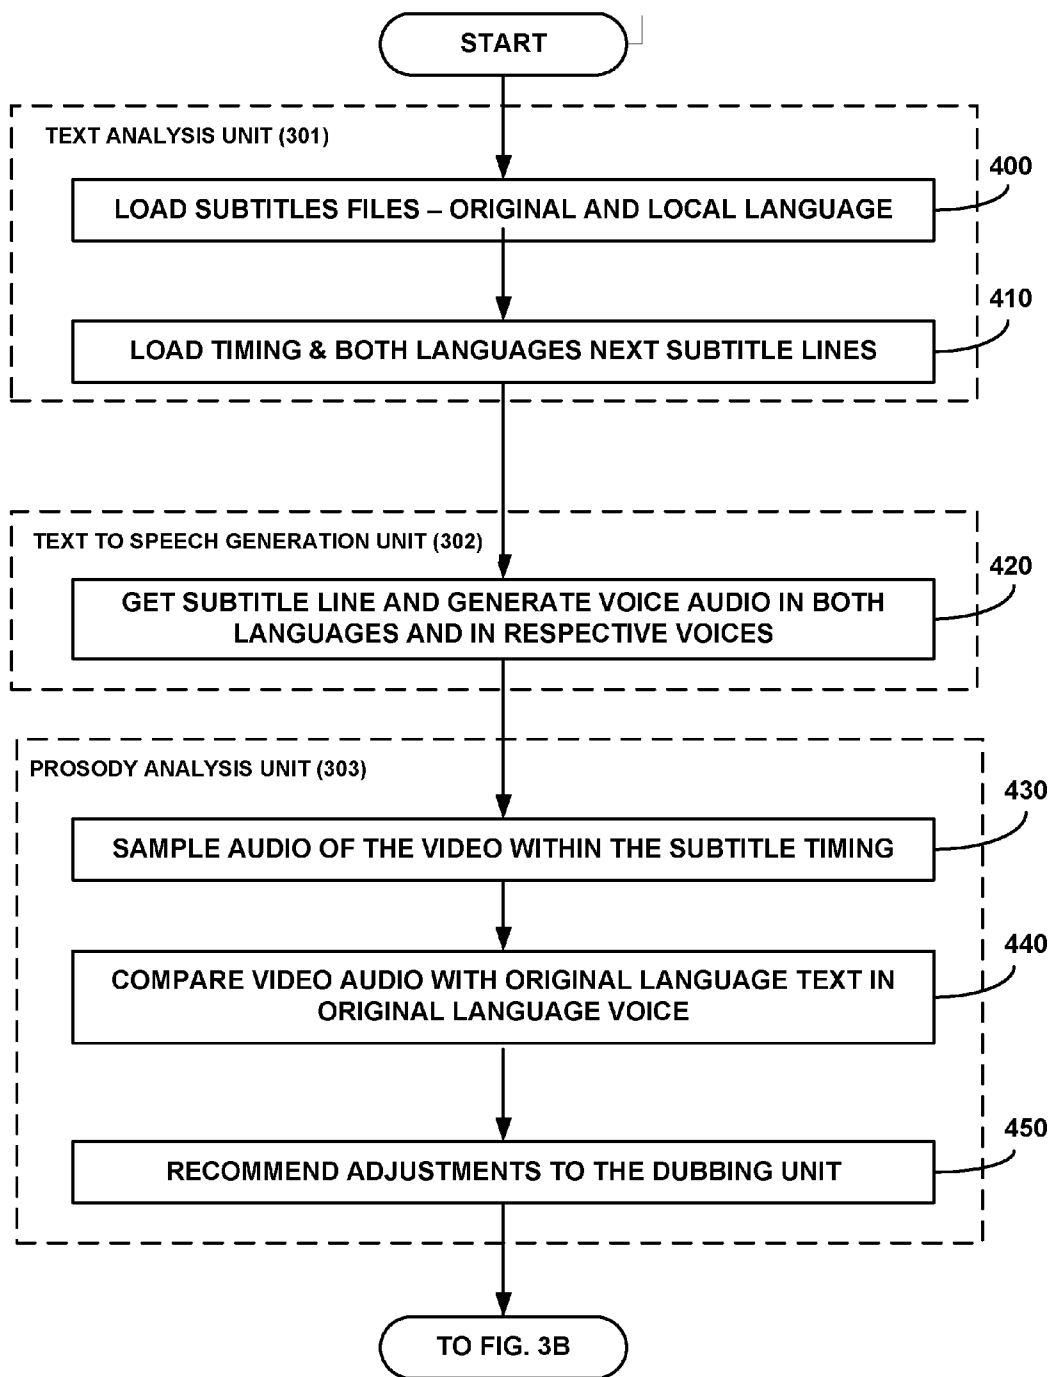 START
TEXT ANALYSIS UNIT (301)
400
LOAD SUBTITLES FILES – ORIGINAL AND LOCAL LANGUAGE
410
LOAD TIMING & BOTH LANGUAGES NEXT SUBTITLE LINES
TEXT TO SPEECH GENERATION UNIT (302)
420
GET SUBTITLE LINE AND GENERATE VOICE AUDIO IN BOTH
LANGUAGES AND IN RESPECTIVE VOICES
PROSODY ANALYSIS UNIT (303)
430
SAMPLE AUDIO OF THE VIDEO WITHIN THE SUBTITLE TIMING
440
COMPARE VIDEO AUDIO WITH ORIGINAL LANGUAGE TEXT IN
ORIGINAL LANGUAGE VOICE
450
RECOMMEND ADJUSTMENTS TO THE DUBBING UNIT
TO FIG. 3B